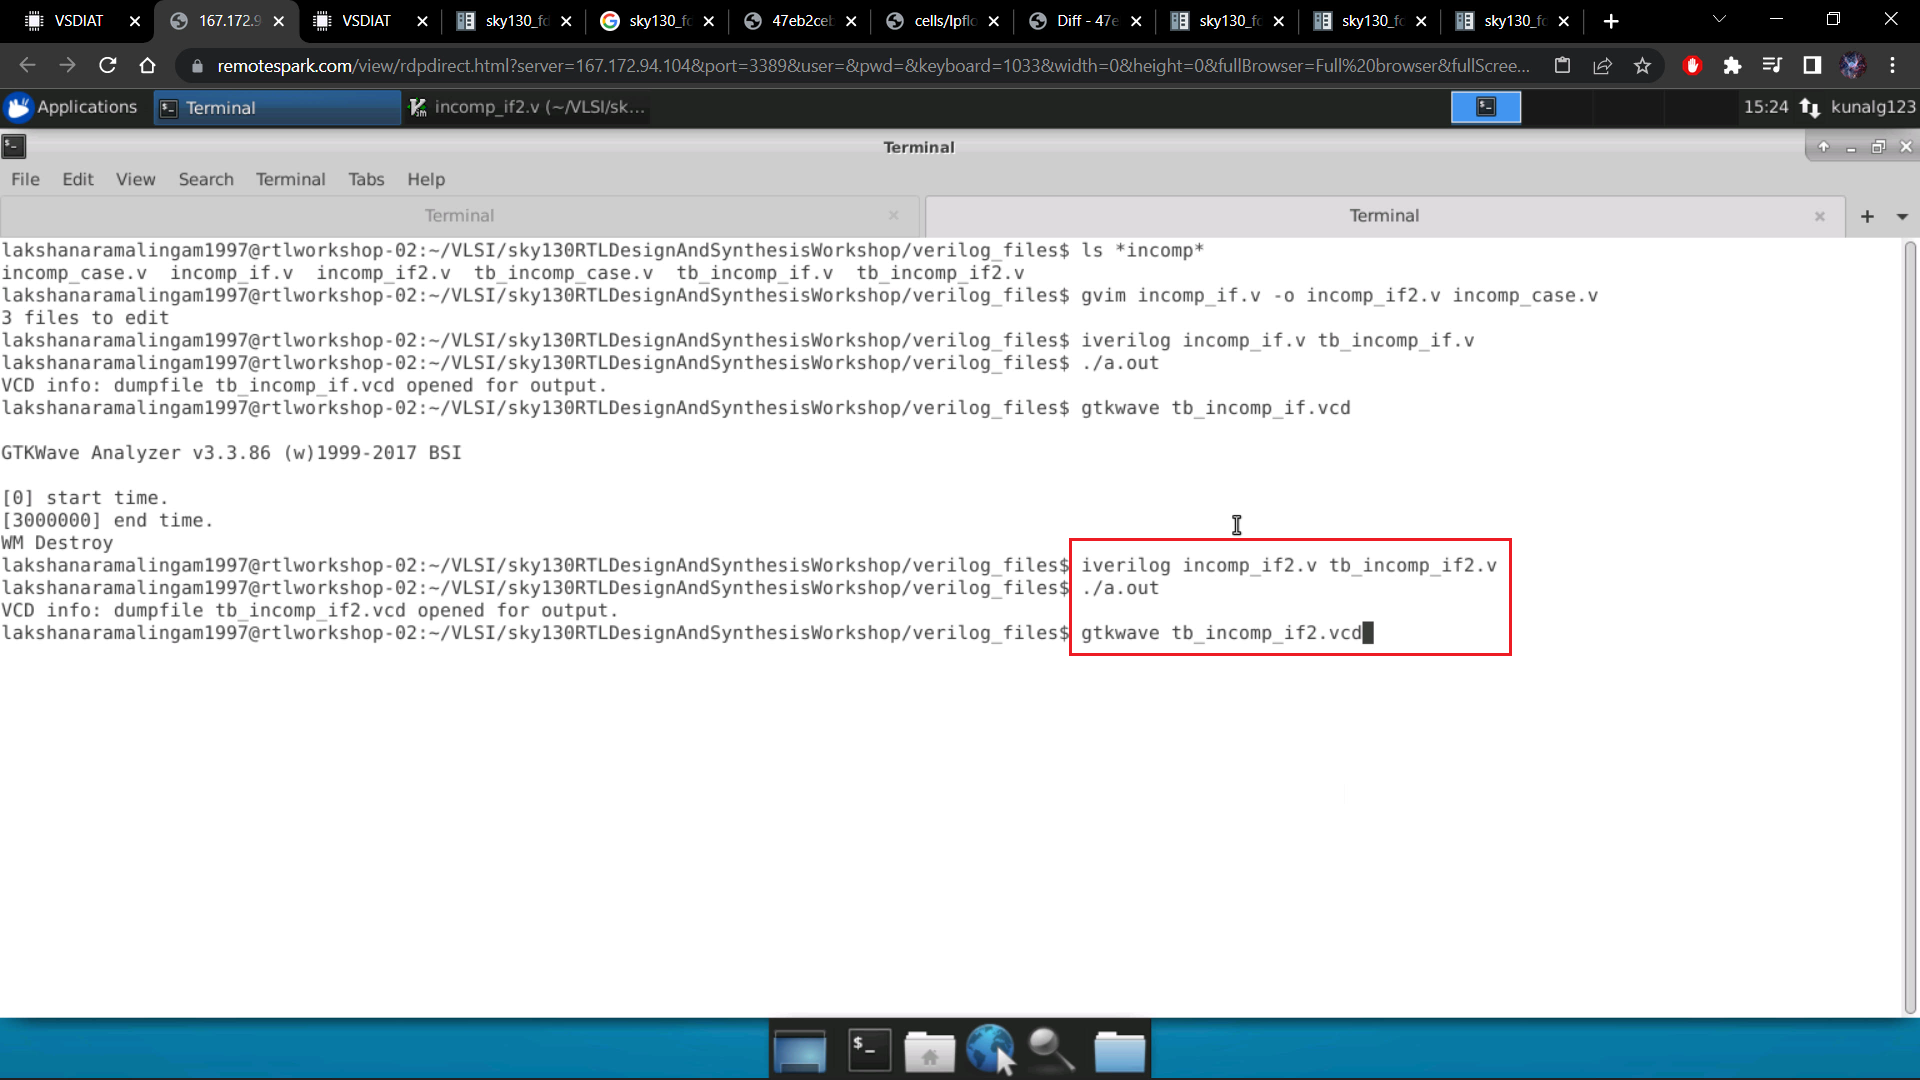 VSDIAT
167.172.9
VSDIAT
sky130_fd
sky130_fd
47eb2ceb
cells/lpflo
Diff - 47e
sky130_fd
sky130_fd
sky130_fd
remotespark.com/view/rdpdirect.html?server=167.172.94.104&port=3389&user=&pwd=&keyboard=1033&width=0&height=0&fullBrowser=Full%20browser&fullScree...
Applications
Terminal
incomp_if2.v (~/VLSI/sk...
15:24
kunalg123
Terminal
File Edit View Search Terminal Tabs Help
Terminal
Terminal
lakshanaramalingam1997@rtlworkshop-02:~/VLSI/sky130RTLDesignAndSynthesisWorkshop/verilog_files$ ls *incomp*
incomp_case.v incomp_if.v incomp_if2.v tb_incomp_case.v tb_incomp_if.v tb_incomp_if2.v
lakshanaramalingam1997@rtlworkshop-02:~/VLSI/sky130RTLDesignAndSynthesisWorkshop/verilog_files$ gvim incomp_if.v -o incomp_if2.v incomp_case.v
3 files to edit
lakshanaramalingam1997@rtlworkshop-02:~/VLSI/sky130RTLDesignAndSynthesisWorkshop/verilog_files$ iverilog incomp_if.v tb_incomp_if.v
lakshanaramalingam1997@rtlworkshop-02:~/VLSI/sky130RTLDesignAndSynthesisWorkshop/verilog_files$ ./a.out
VCD info: dumpfile tb_incomp_if.vcd opened for output.
lakshanaramalingam1997@rtlworkshop-02:~/VLSI/sky130RTLDesignAndSynthesisWorkshop/verilog_files$ gtkwave tb_incomp_if.vcd
GTKWave Analyzer v3.3.86 (w)1999-2017 BSI
[0] start time.
[3000000] end time.
WM Destroy
lakshanaramalingam1997@rtlworkshop-02:~/VLSI/sky130RTLDesignAndSynthesisWorkshop/verilog_files$ iverilog incomp_if2.v tb_incomp_if2.v
lakshanaramalingam1997@rtlworkshop-02:~/VLSI/sky130RTLDesignAndSynthesisWorkshop/verilog_files$ ./a.out
VCD info: dumpfile tb_incomp_if2.vcd opened for output.
lakshanaramalingam1997@rtlworkshop-02:~/VLSI/sky130RTLDesignAndSynthesisWorkshop/verilog_files$ gtkwave tb_incomp_if2.vcd